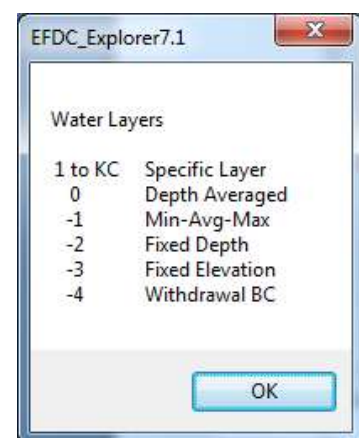 EFDC_Explorer7.1
Water Layers
1 to KC Specific Layer
0 Depth Averaged
-1 Min-Avg-Max
-2 Fixed Depth
-3 Fixed Elevation
-4 Withdrawal BC
OK